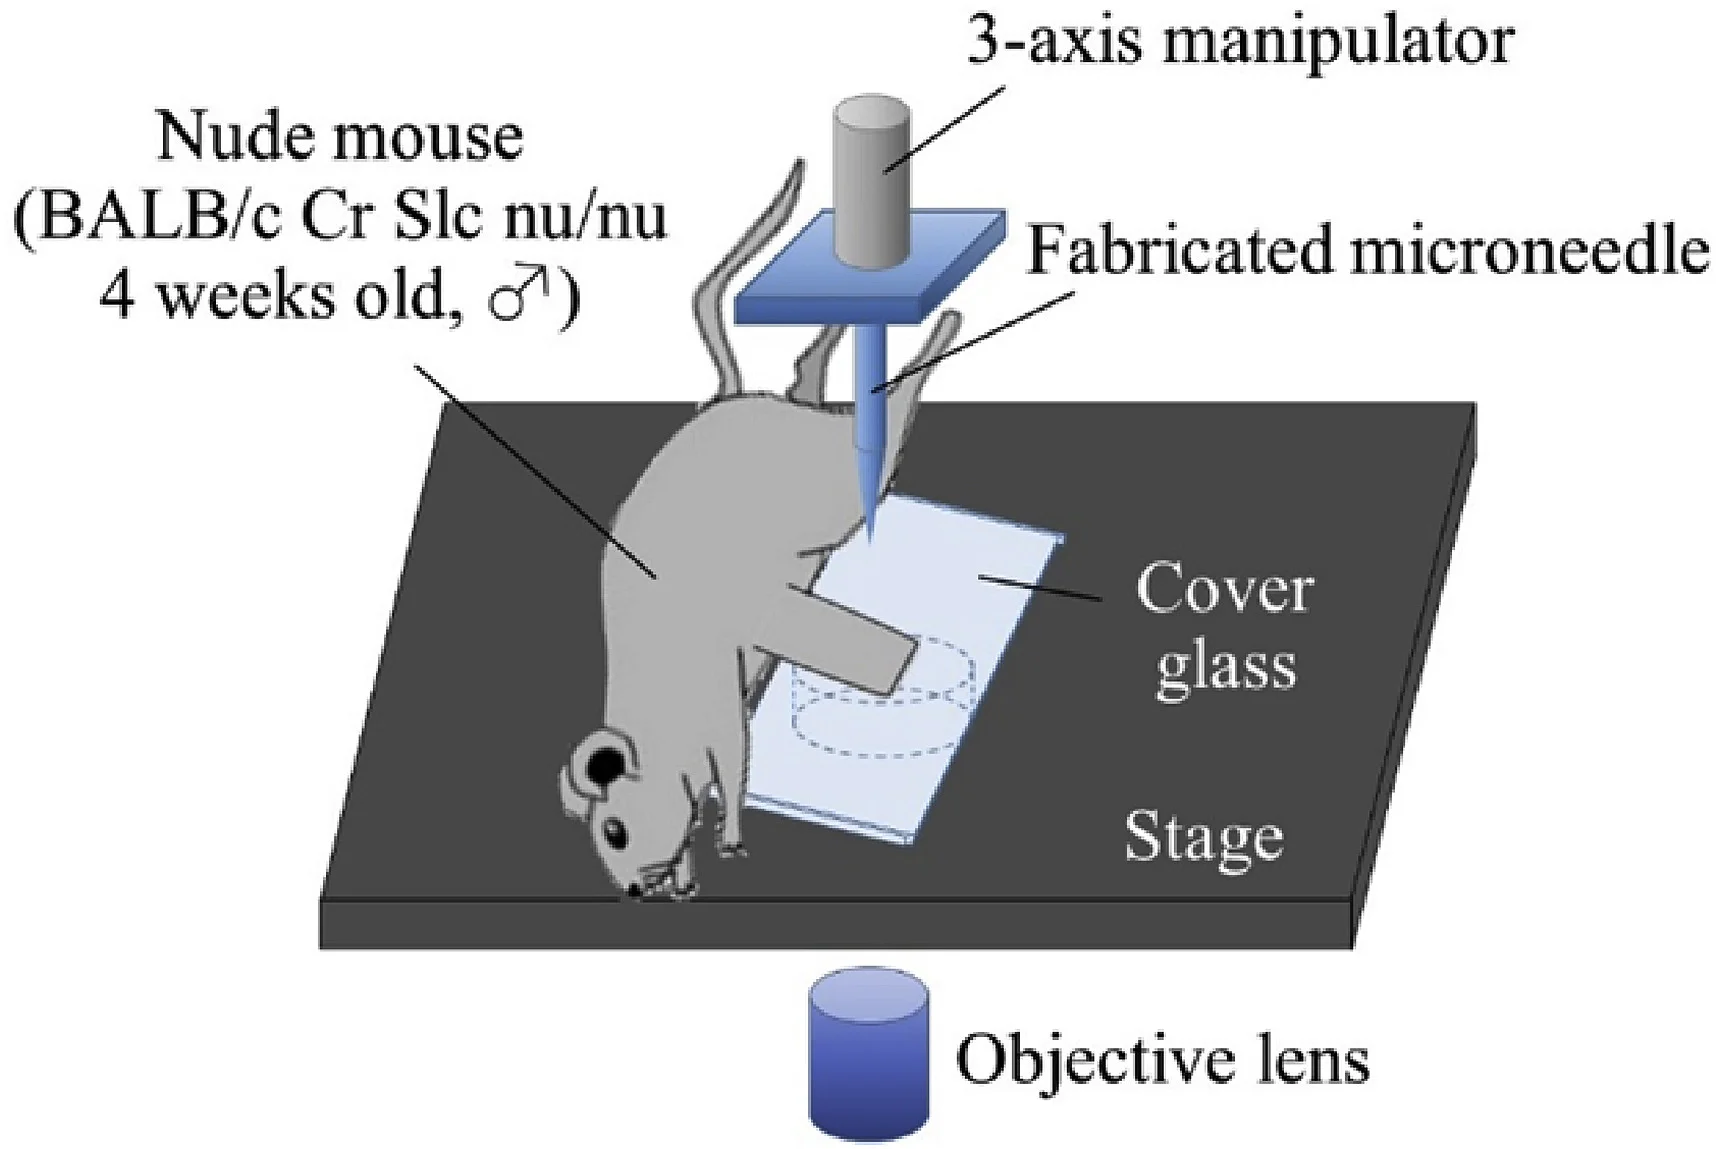 3-axis manipulator
Nude mouse
(BALB/c Cr Slc nu/nu
4 weeks old, ♂)
Fabricated microneedle
Cover
glass
Stage
Objective lens